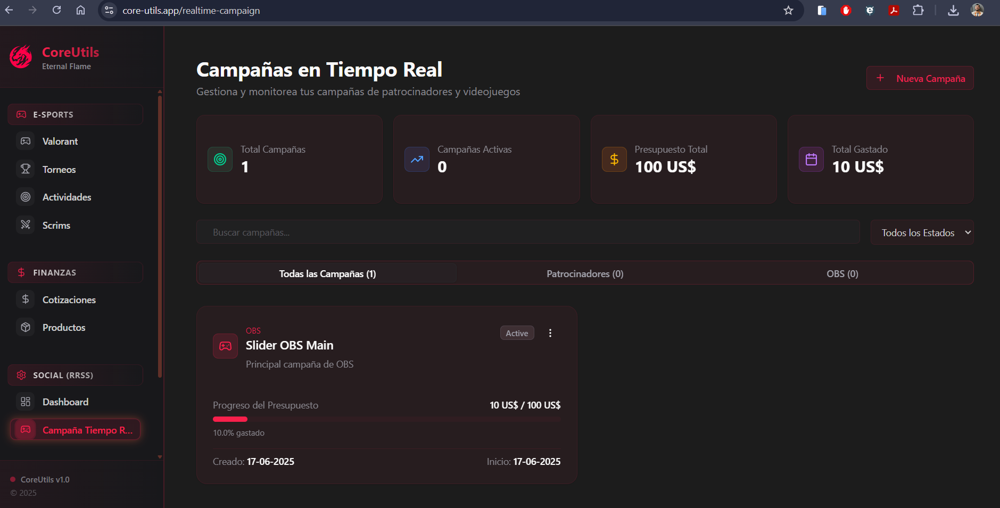 core-utils.app/realtime-campaign
CoreUtils
Eternal Flame
E-SPORTS
Valorant
Torneos
Actividades
Scrims
FINANZAS
Cotizaciones
Productos
SOCIAL (RRSS)
Dashboard
Campaña Tiempo R...
CoreUtils v1.0
© 2025
Campañas en Tiempo Real
Gestiona y monitorea tus campañas de patrocinadores y videojuegos
+ Nueva Campaña
Total Campañas
1
Campañas Activas
0
Presupuesto Total
100 US$
Total Gastado
10 US$
Buscar campañas...
Todos los Estados
Todas las Campañas (1)
Patrocinadores (0)
OBS (0)
OBS
Slider OBS Main
Principal campaña de OBS
Active
Progreso del Presupuesto
10 US$ / 100 US$
10.0% gastado
Creado: 17-06-2025
Inicio: 17-06-2025